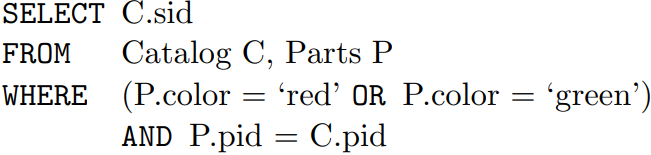 SELECT C.sid
FROM Catalog C, Parts P
WHERE (P.color = ‘red’ OR P.color = ‘green’)
AND P.pid = C.pid